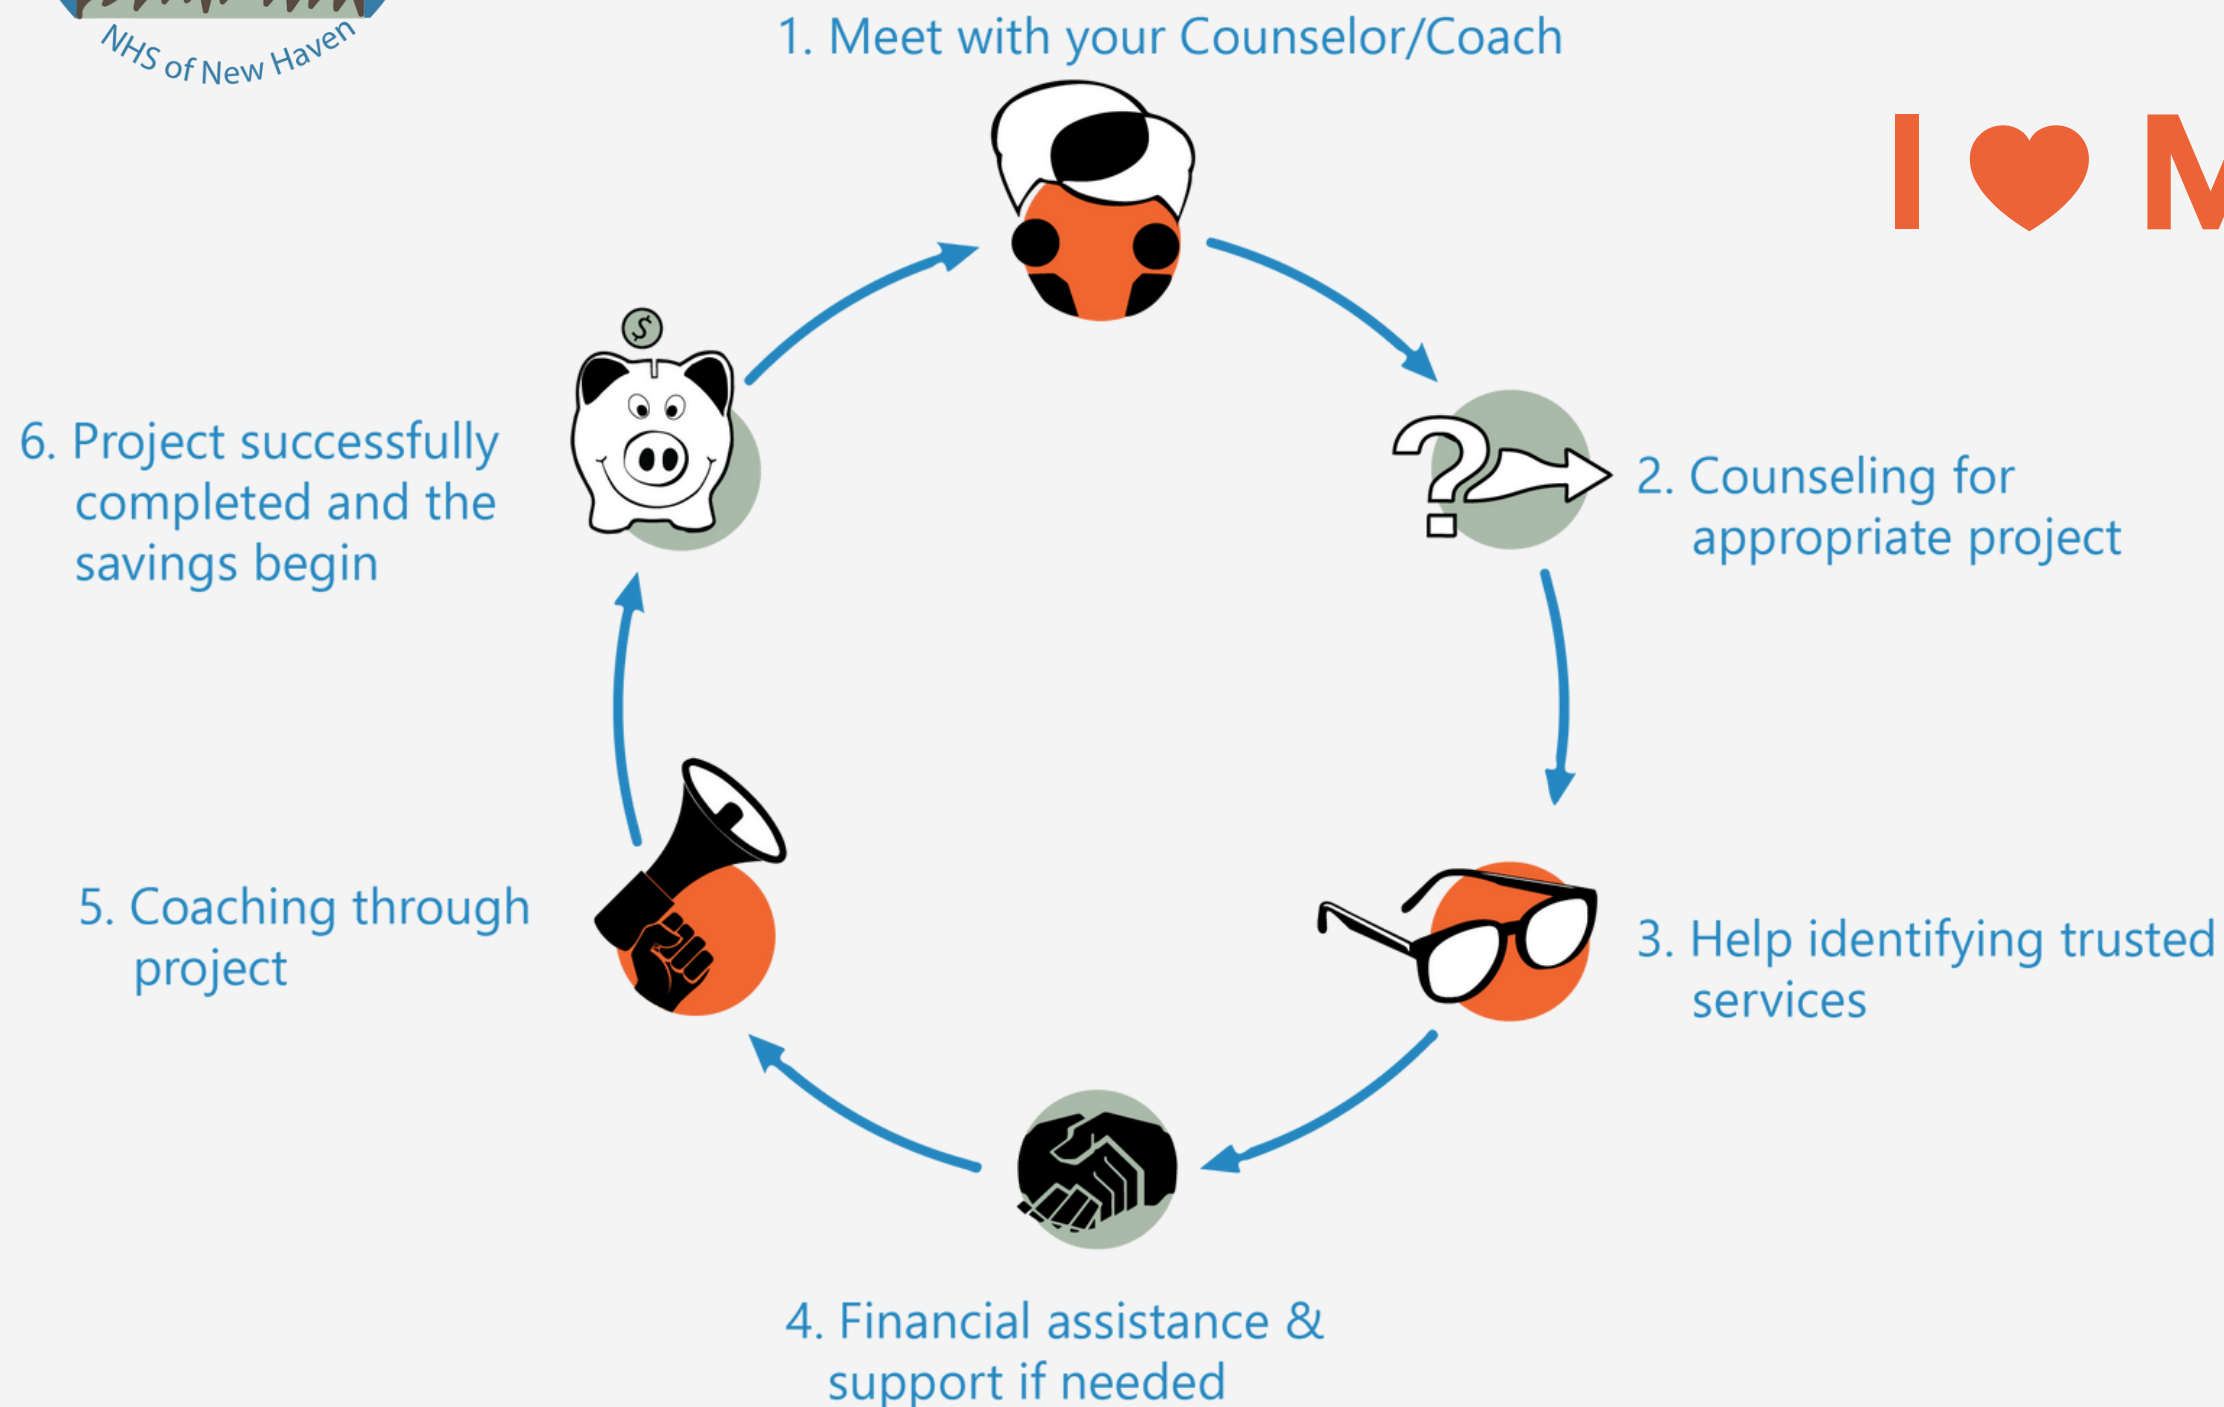 NHS of New Haven
1. Meet with your Counselor/Coach
I ❤ M
$
6. Project successfully
completed and the
savings begin
?
2. Counseling for
appropriate project
5. Coaching through
project
3. Help identifying trusted
services
4. Financial assistance &
support if needed